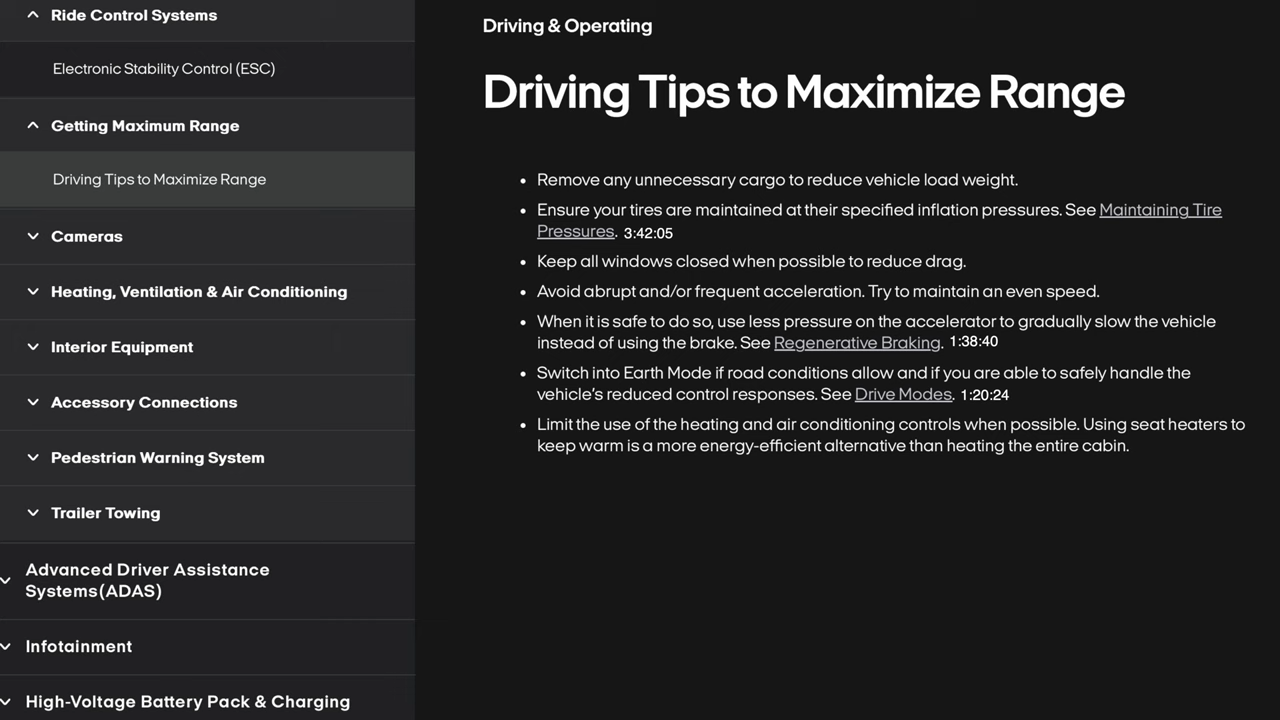 Ride Control Systems
Electronic Stability Control (ESC)
Getting Maximum Range
Driving Tips to Maximize Range
Cameras
Heating, Ventilation & Air Conditioning
Interior Equipment
Accessory Connections
Pedestrian Warning System
Trailer Towing
Advanced Driver Assistance
Systems(ADAS)
Infotainment
High-Voltage Battery Pack & Charging
Driving & Operating
Driving Tips to Maximize Range
• Remove any unnecessary cargo to reduce vehicle load weight.
• Ensure your tires are maintained at their specified inflation pressures. See Maintaining Tire
Pressures. 3:42:05
• Keep all windows closed when possible to reduce drag.
• Avoid abrupt and/or frequent acceleration. Try to maintain an even speed.
• When it is safe to do so, use less pressure on the accelerator to gradually slow the vehicle
instead of using the brake. See Regenerative Braking. 1:38:40
• Switch into Earth Mode if road conditions allow and if you are able to safely handle the
vehicle’s reduced control responses. See Drive Modes. 1:20:24
• Limit the use of the heating and air conditioning controls when possible. Using seat heaters to
keep warm is a more energy-efficient alternative than heating the entire cabin.